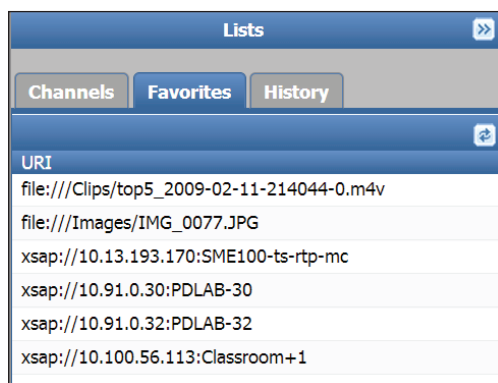 Lists
Channels Favorites History
URI
file:///Clips/top5_2009-02-11-214044-0.m4v
file:///Images/IMG_0077.JPG
xsap://10.13.193.170:SME100-ts-rtp-mc
xsap://10.91.0.30:PDLAB-30
xsap://10.91.0.32:PDLAB-32
xsap://10.100.56.113:Classroom+1